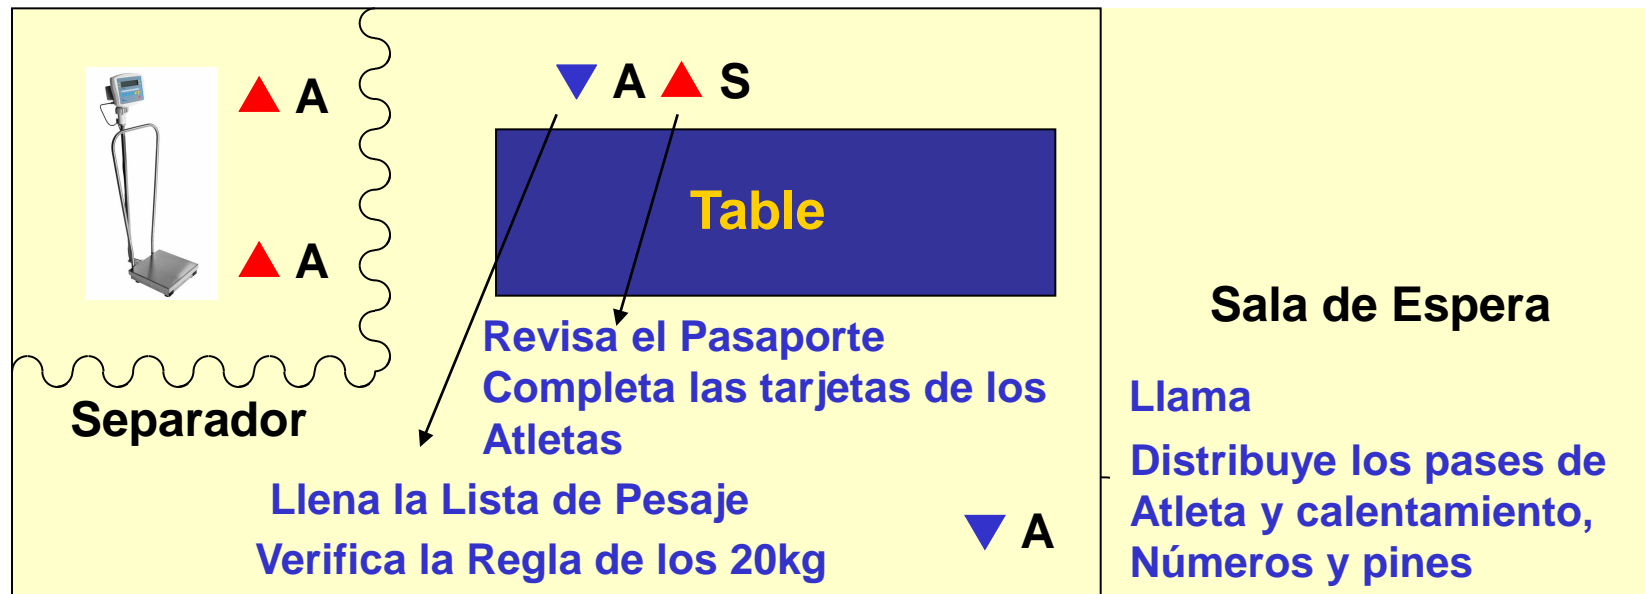 A
A
A S
Table
Separador
Revisa el Pasaporte
Completa las tarjetas de los
Atletas
Llena la Lista de Pesaje
Verifica la Regla de los 20kg
A
Sala de Espera
Llama
Distribuye los pases de
Atleta y calentamiento,
Números y pines